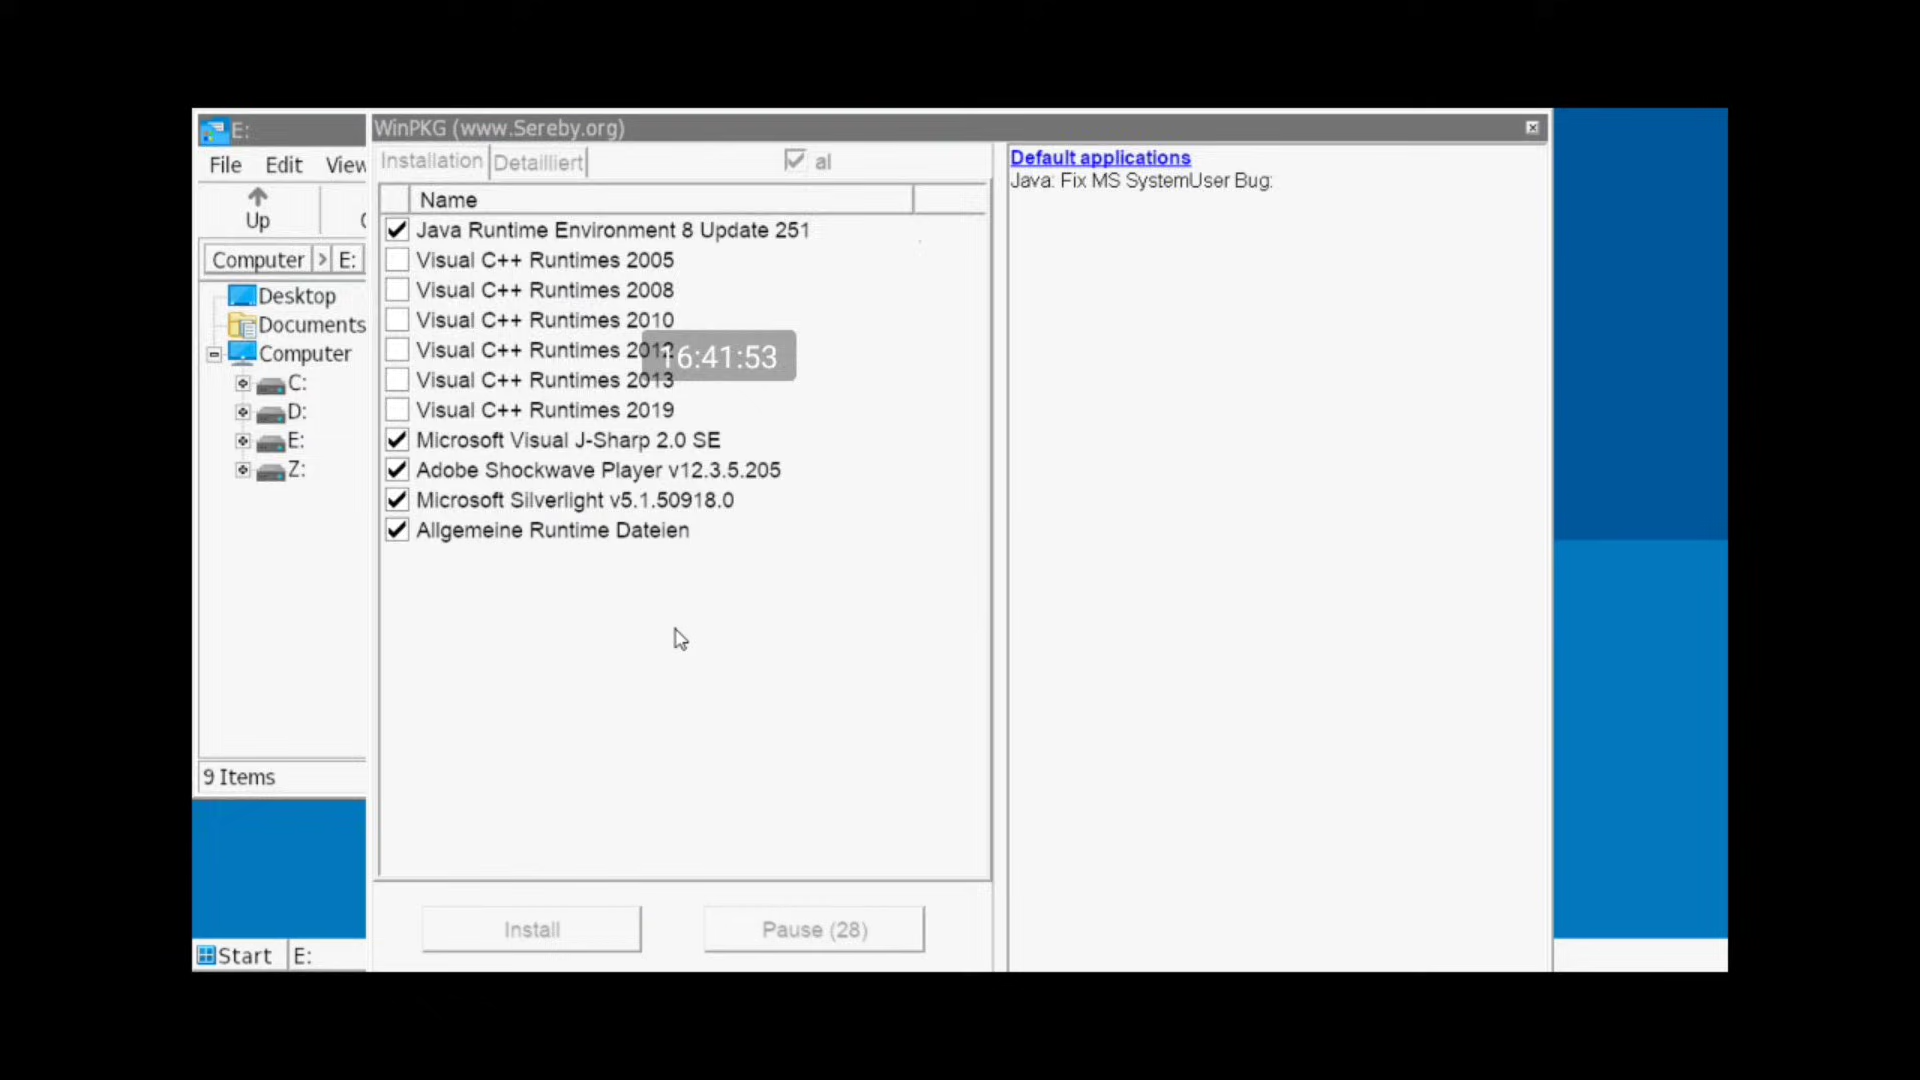 E:
File Edit View
Up
Computer > E:
Desktop
Documents
Computer
C:
D:
E:
Z:
9 Items
Start E:
WinPKG (www.Sereby.org)
Installation Detailliert al
Name
Java Runtime Environment 8 Update 251
Visual C++ Runtimes 2005
Visual C++ Runtimes 2008
Visual C++ Runtimes 2010
Visual C++ Runtimes 2012
16:41:53
Visual C++ Runtimes 2013
Visual C++ Runtimes 2019
Microsoft Visual J-Sharp 2.0 SE
Adobe Shockwave Player v12.3.5.205
Microsoft Silverlight v5.1.50918.0
Allgemeine Runtime Dateien
Install Pause (28)
Default applications
Java: Fix MS SystemUser Bug: